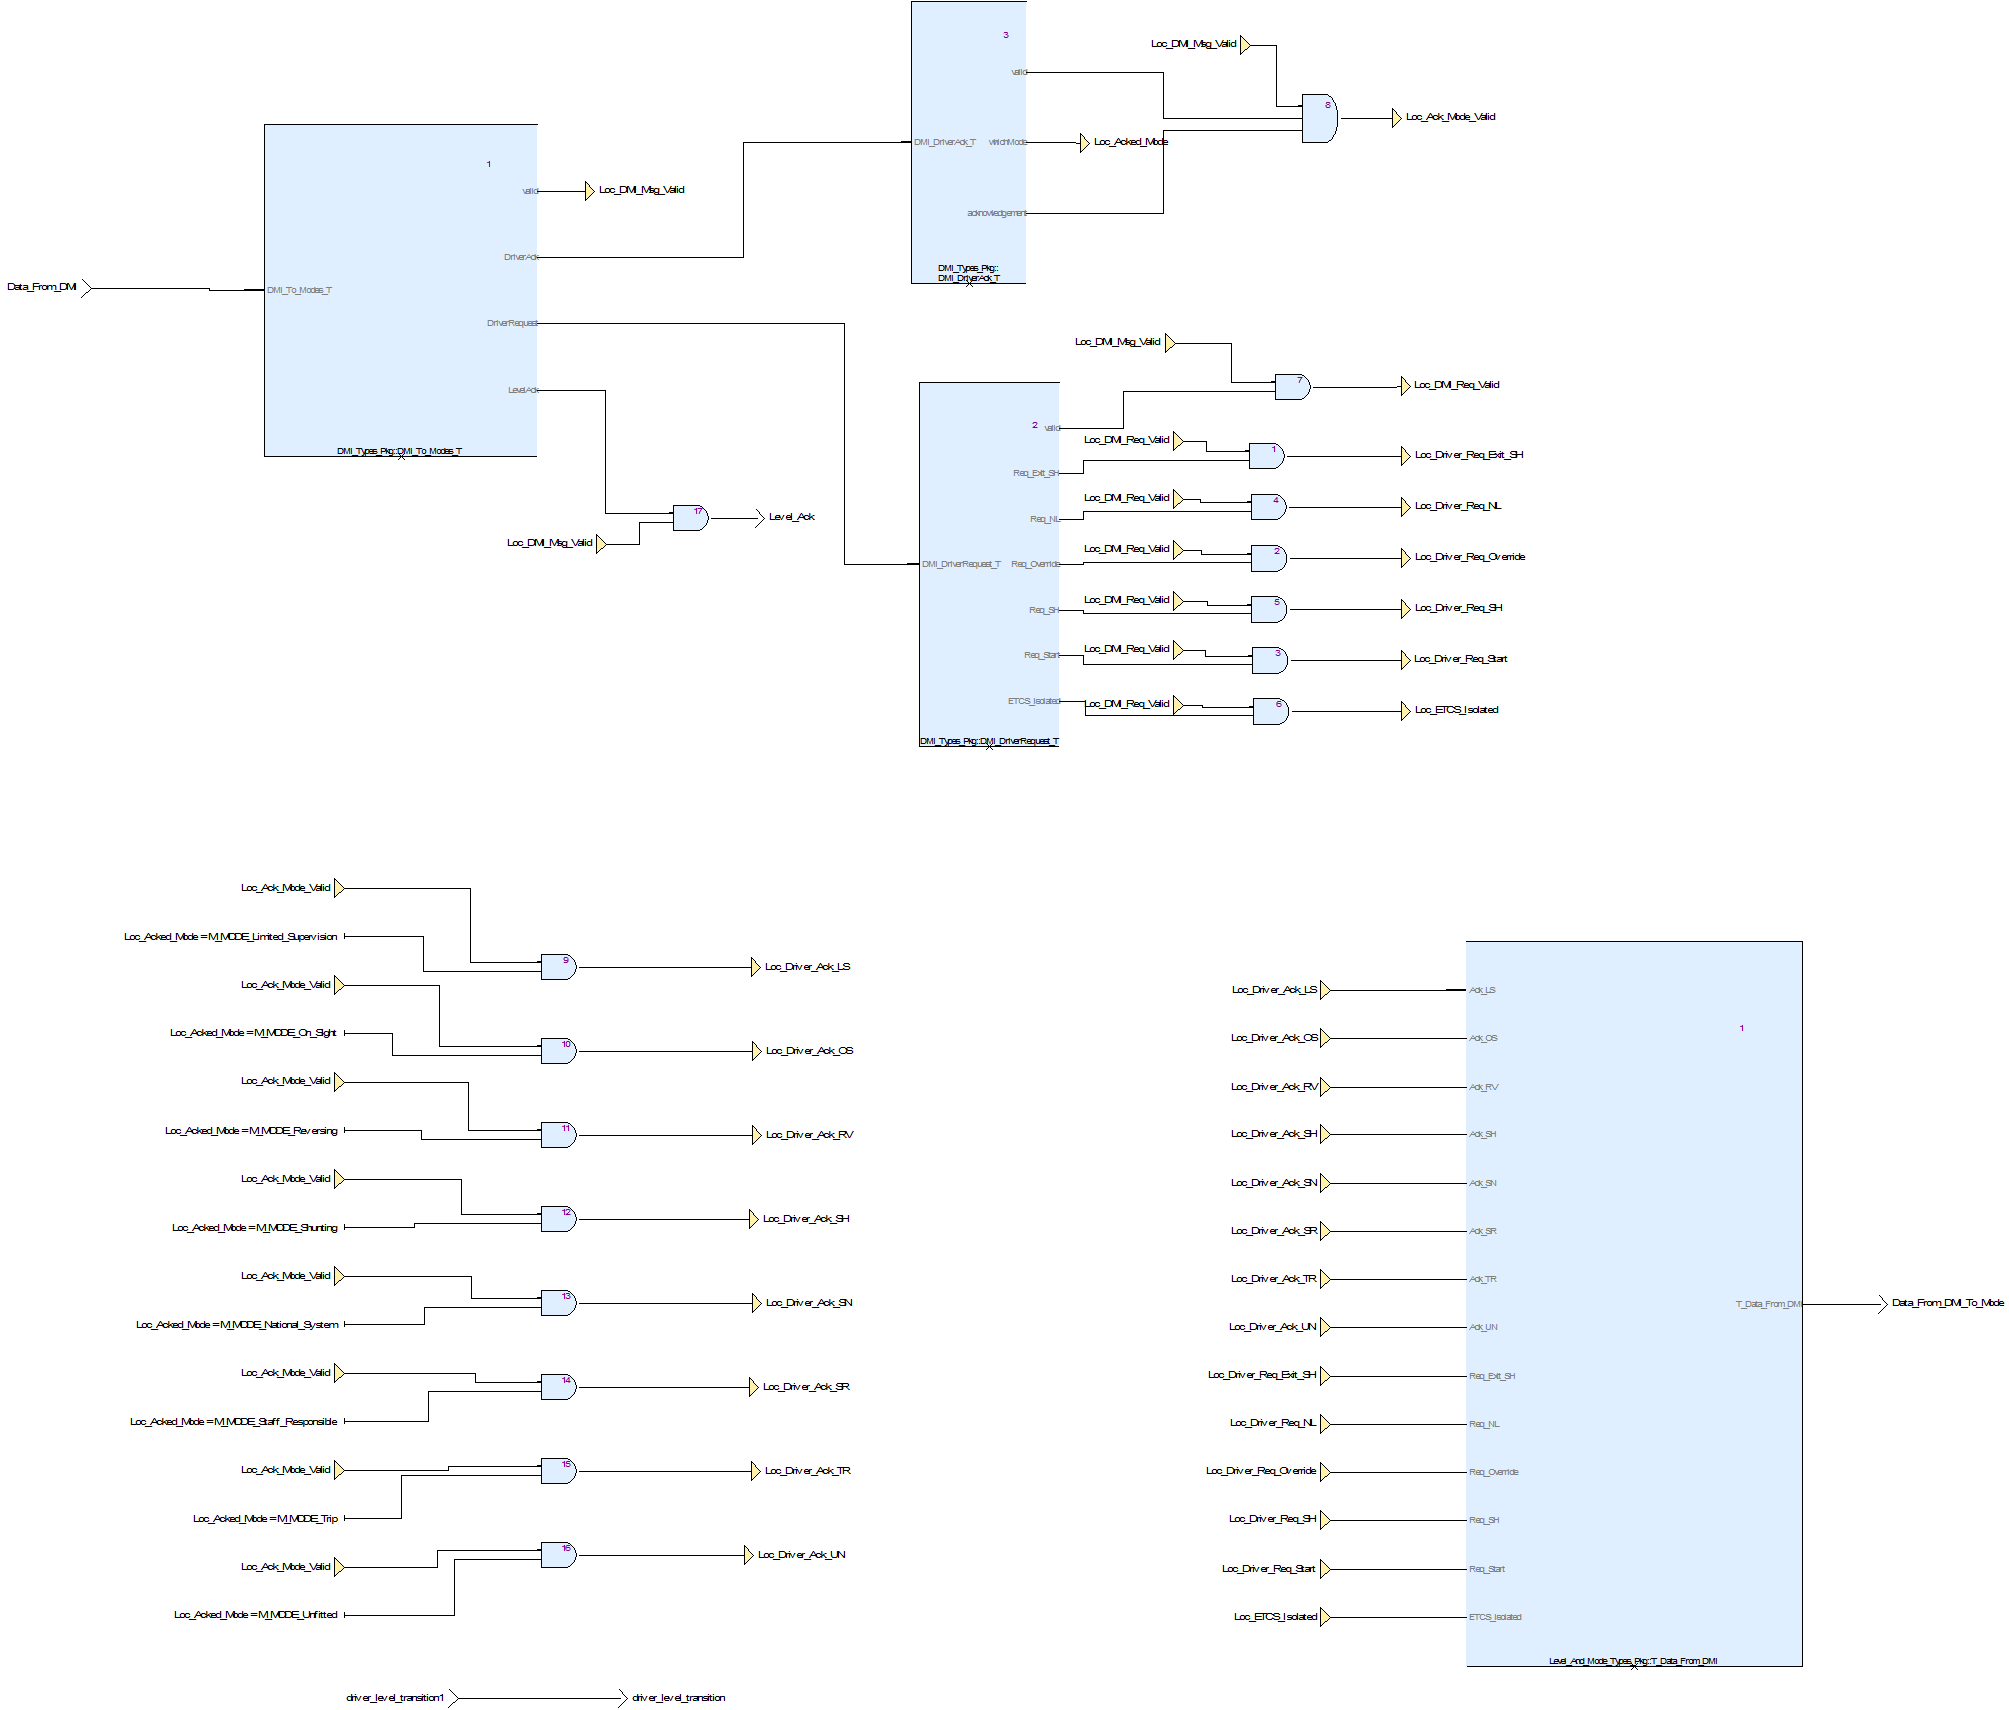 3
Loc_DMI_Msg_Valid
valid
8
Loc_Ack_Mode_Valid
DMI_DriverAck_T
whichMode
Loc_Acked_Mode
acknowledgement
DMI_Types_Pkg::
DMI_DriverAck_T
1
valid
Loc_DMI_Msg_Valid
DriverAck
Data_From_DMI
DMI_To_Modes_T
DriverRequest
LevelAck
DMI_Types_Pkg::DMI_To_Modes_T
17
Level_Ack
Loc_DMI_Msg_Valid
Loc_DMI_Msg_Valid
7
Loc_DMI_Req_Valid
2
valid
Loc_DMI_Req_Valid
1
Loc_Driver_Req_Exit_SH
Req_Exit_SH
Loc_DMI_Req_Valid
4
Loc_Driver_Req_NL
Req_NL
Loc_DMI_Req_Valid
2
Loc_Driver_Req_Override
DMI_DriverRequest_T
Req_Override
Loc_DMI_Req_Valid
5
Loc_Driver_Req_SH
Req_SH
Loc_DMI_Req_Valid
3
Loc_Driver_Req_Start
Req_Start
ETCS_Isolated
Loc_DMI_Req_Valid
6
Loc_ETCS_Isolated
DMI_Types_Pkg::DMI_DriverRequest_T
Loc_Ack_Mode_Valid
Loc_Acked_Mode = M_MODE_Limited_Supervision
9
Loc_Driver_Ack_LS
Loc_Ack_Mode_Valid
Loc_Acked_Mode = M_MODE_On_Sight
10
Loc_Driver_Ack_OS
Loc_Ack_Mode_Valid
Loc_Acked_Mode = M_MODE_Reversing
11
Loc_Driver_Ack_RV
Loc_Ack_Mode_Valid
Loc_Acked_Mode = M_MODE_Shunting
12
Loc_Driver_Ack_SH
Loc_Ack_Mode_Valid
Loc_Acked_Mode = M_MODE_National_System
13
Loc_Driver_Ack_SN
Loc_Ack_Mode_Valid
Loc_Acked_Mode = M_MODE_Staff_Responsible
14
Loc_Driver_Ack_SR
Loc_Ack_Mode_Valid
Loc_Acked_Mode = M_MODE_Trip
15
Loc_Driver_Ack_TR
Loc_Ack_Mode_Valid
Loc_Acked_Mode = M_MODE_Unfitted
16
Loc_Driver_Ack_UN
driver_level_transition1
driver_level_transition
Loc_Driver_Ack_LS
Ack_LS
1
Loc_Driver_Ack_OS
Ack_OS
Loc_Driver_Ack_RV
Ack_RV
Loc_Driver_Ack_SH
Ack_SH
Loc_Driver_Ack_SN
Ack_SN
Loc_Driver_Ack_SR
Ack_SR
Loc_Driver_Ack_TR
Ack_TR
T_Data_From_DMI
Data_From_DMI_To_Mode
Loc_Driver_Ack_UN
Ack_UN
Loc_Driver_Req_Exit_SH
Req_Exit_SH
Loc_Driver_Req_NL
Req_NL
Loc_Driver_Req_Override
Req_Override
Loc_Driver_Req_SH
Req_SH
Loc_Driver_Req_Start
Req_Start
Loc_ETCS_Isolated
ETCS_Isolated
Level_And_Mode_Types_Pkg::T_Data_From_DMI